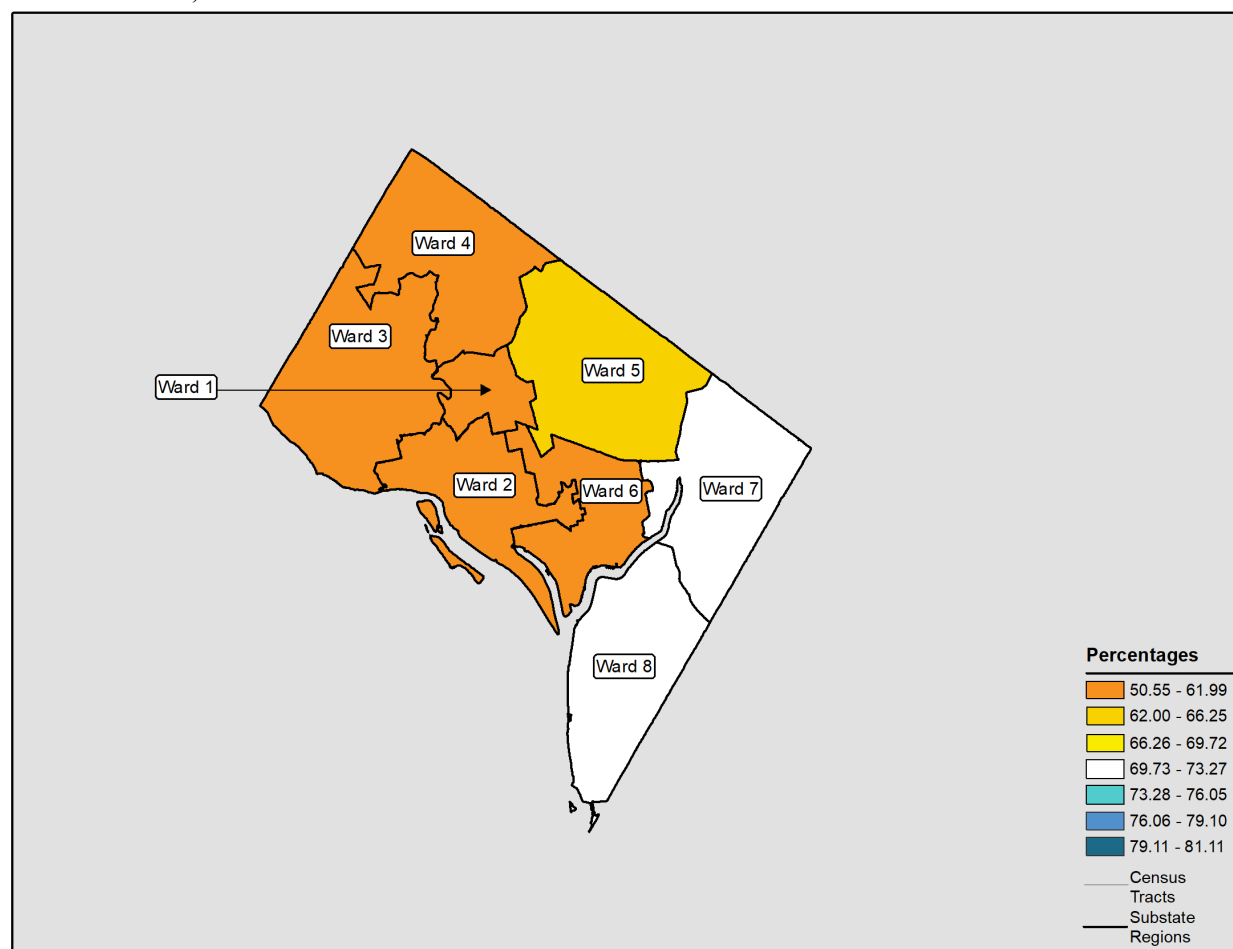 Ward 4
Ward 3
Ward 5
Ward 1
Ward 2
Ward 6
Ward 7
Ward 8
Percentages
50.55 - 61.99
62.00 - 66.25
66.26 - 69.72
69.73 - 73.27
73.28 - 76.05
76.06 - 79.10
79.11 - 81.11
Census
Tracts
Substate
Regions